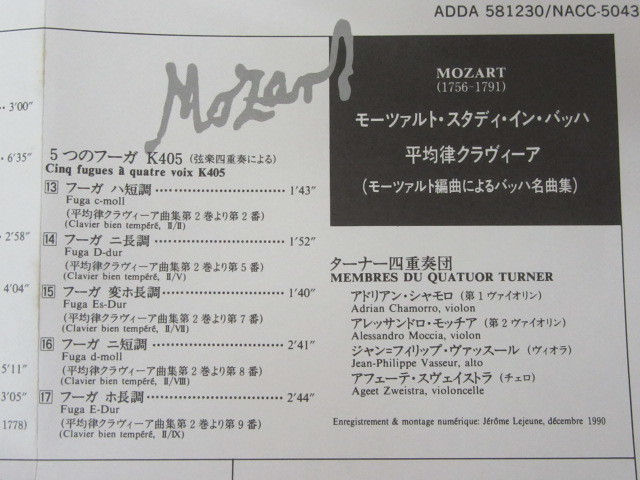 ADDA 581230/NACC-5043
Mozart
MOZART
(1756-1791)
モーツァルト・スタディ・イン・バッハ
平均律クラヴィーア
(モーツァルト編曲によるバッハ名曲集)
3′00″
6′35″
2′58″
4′04″
5′11″
3′05″
1778)
5つのフーガ K405 (弦楽四重奏による)
Cinq fugues à quatre voix K405
13 フーガ ハ短調 1′43″
Fuga c-moll
(平均律クラヴィーア曲集第2巻より第2番)
(Clavier bien tempéré, II/II)
14 フーガ ニ長調 1′52″
Fuga D-dur
(平均律クラヴィーア曲集第2巻より第5番)
(Clavier bien tempéré, II/V)
15 フーガ 変ホ長調 1′40″
Fuga Es-Dur
(平均律クラヴィーア曲集第2巻より第7番)
(Clavier bien tempéré, II/VII)
16 フーガ ニ短調 2′41″
Fuga d-moll
(平均律クラヴィーア曲集第2巻より第8番)
(Clavier bien tempéré, II/VIII)
17 フーガ ホ長調 2′44″
Fuga E-Dur
(平均律クラヴィーア曲集第2巻より第9番)
(Clavier bien tempéré, II/IX)
ターナー四重奏団
MEMBRES DU QUATUOR TURNER
アドリアン・シャモロ (第1ヴァイオリン)
Adrian Chamorro, violon
アレッサンドロ・モッチア (第2ヴァイオリン)
Alessandro Moccia, violon
ジャン=フィリップ・ヴァッスール (ヴィオラ)
Jean-Philippe Vasseur, alto
アフェーテ・スヴェイストラ (チェロ)
Ageet Zweistra, violoncelle
Enregistrement & montage numérique: Jérôme Lejeune, décembre 1990